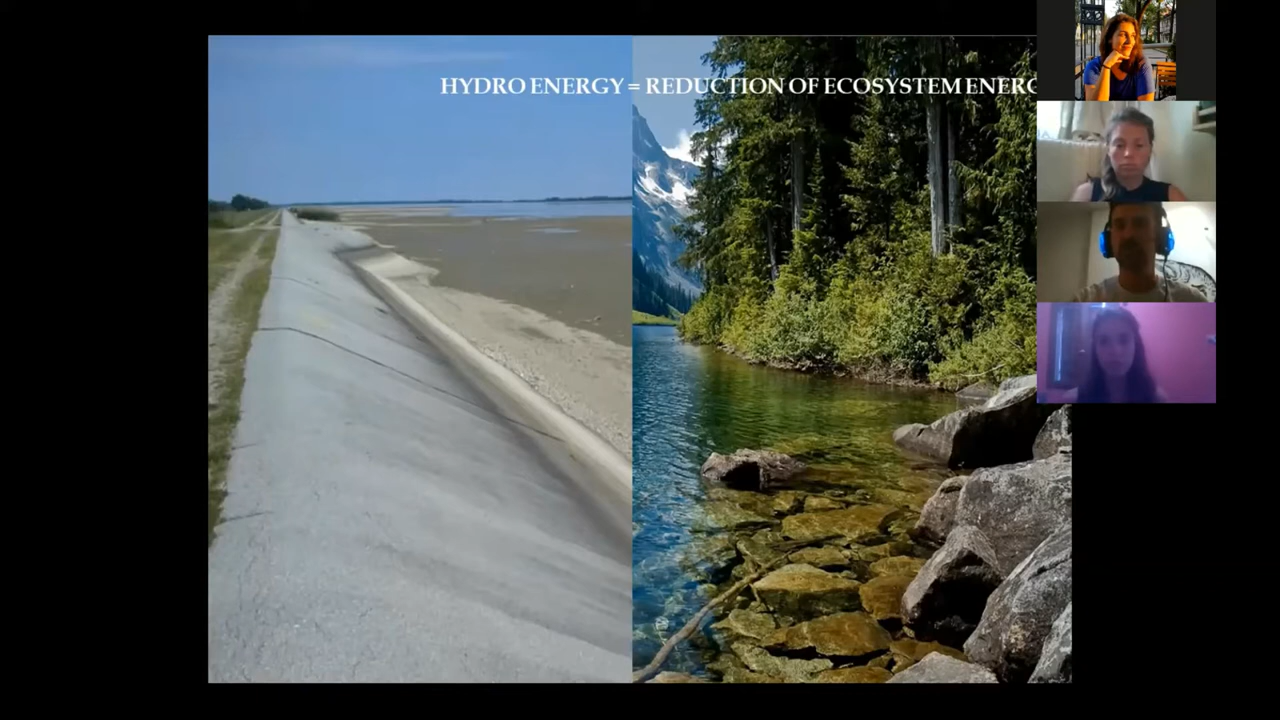 HYDRO ENERGY = REDUCTION OF ECOSYSTEM ENERG